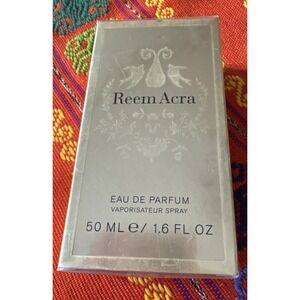 Reem Acra
EAU DE PARFUM
VAPORISATEUR SPRAY
50 ML e/ 1.6 FL OZ